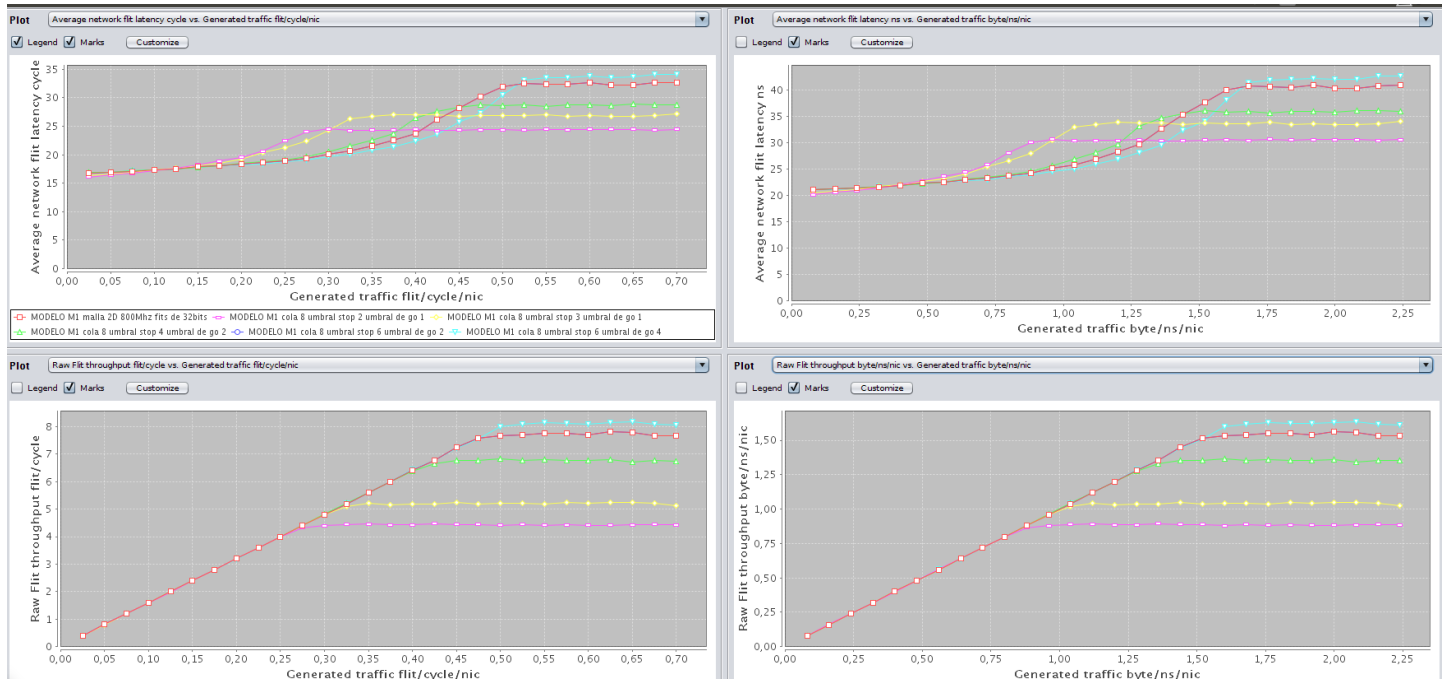 Plot Average network flit latency cycle vs. Generated traffic flit/cycle/nic
Legend Marks Customize
Average network flit latency cycle
35
30
25
20
15
10
5
0
0,00 0,05 0,10 0,15 0,20 0,25 0,30 0,35 0,40 0,45 0,50 0,55 0,60 0,65 0,70
Generated traffic flit/cycle/nic
MODELO M1 malla 2D 800Mhz fits de 32bits MODELO M1 cola 8 umbral stop 2 umbral de go 1 MODELO M1 cola 8 umbral stop 3 umbral de go 1
MODELO M1 cola 8 umbral stop 4 umbral de go 2 MODELO M1 cola 8 umbral stop 6 umbral de go 2 MODELO M1 cola 8 umbral stop 6 umbral de go 4
Plot Average network flit latency ns vs. Generated traffic byte/ns/nic
Legend Marks Customize
Average network flit latency ns
40
35
30
25
20
15
10
5
0
0,00 0,25 0,50 0,75 1,00 1,25 1,50 1,75 2,00 2,25
Generated traffic byte/ns/nic
Plot Raw Flit throughput flit/cycle vs. Generated traffic flit/cycle/nic
Legend Marks Customize
Raw Flit throughput flit/cycle
8
7
6
5
4
3
2
1
0
0,00 0,05 0,10 0,15 0,20 0,25 0,30 0,35 0,40 0,45 0,50 0,55 0,60 0,65 0,70
Generated traffic flit/cycle/nic
Plot Raw Flit throughput byte/ns/nic vs. Generated traffic byte/ns/nic
Legend Marks Customize
Raw Flit throughput byte/ns/nic
1,50
1,25
1,00
0,75
0,50
0,25
0,00
0,00 0,25 0,50 0,75 1,00 1,25 1,50 1,75 2,00 2,25
Generated traffic byte/ns/nic